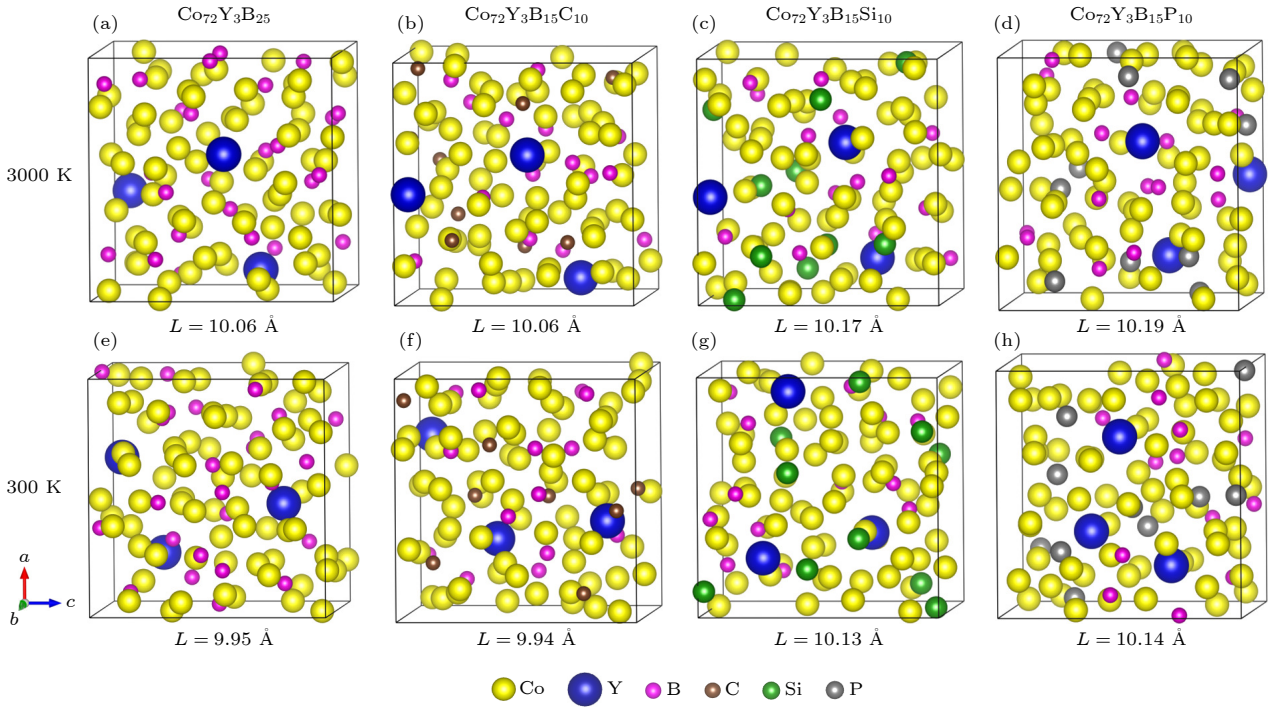 (a) Co₇₂Y₃B₂₅ (b) Co₇₂Y₃B₁₅C₁₀ (c) Co₇₂Y₃B₁₅Si₁₀ (d) Co₇₂Y₃B₁₅P₁₀
3000 K
L = 10.06 Å L = 10.06 Å L = 10.17 Å L = 10.19 Å
(e) (f) (g) (h)
300 K
a
b c
L = 9.95 Å L = 9.94 Å L = 10.13 Å L = 10.14 Å
Co Y B C Si P